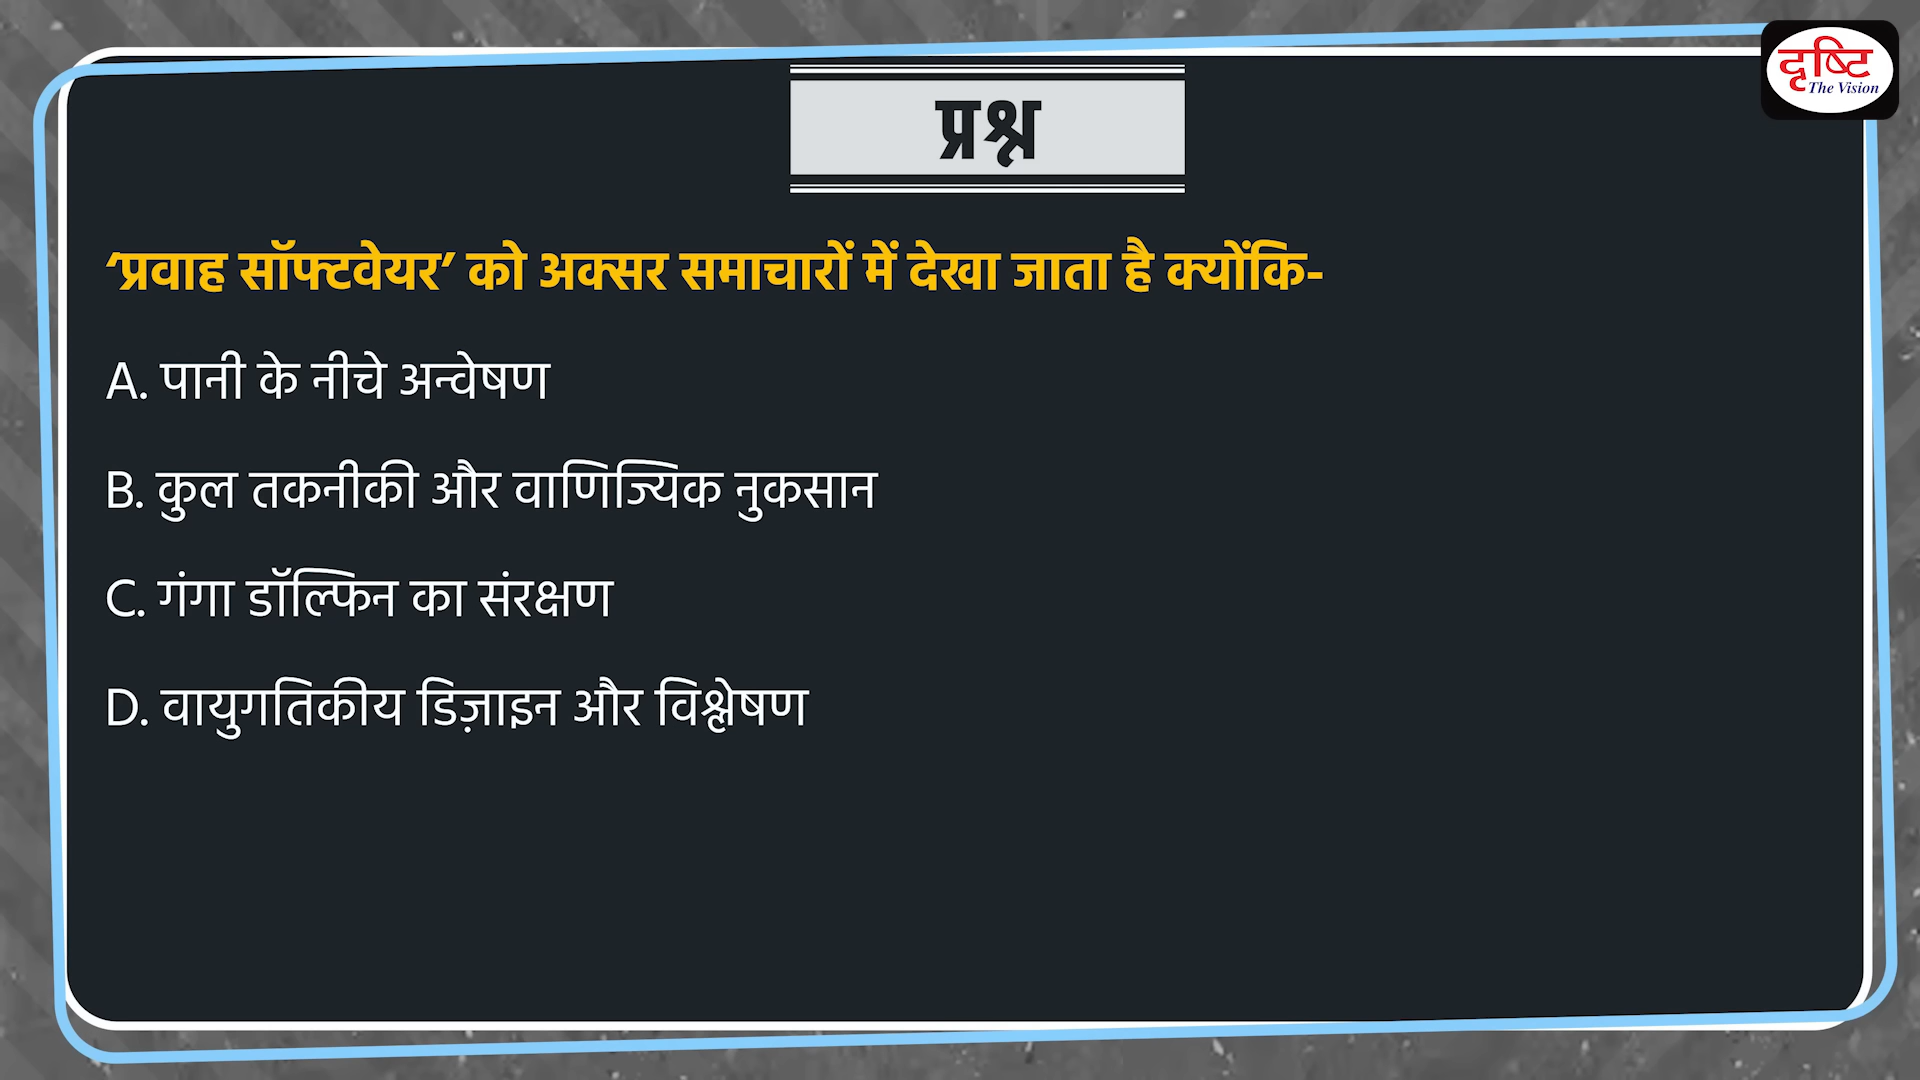 दृष्टि
The Vision
प्रश्न
‘प्रवाह सॉफ्टवेयर’ को अक्सर समाचारों में देखा जाता है क्योंकि-
A. पानी के नीचे अन्वेषण
B. कुल तकनीकी और वाणिज्यिक नुकसान
C. गंगा डॉल्फिन का संरक्षण
D. वायुगतिकीय डिज़ाइन और विश्लेषण